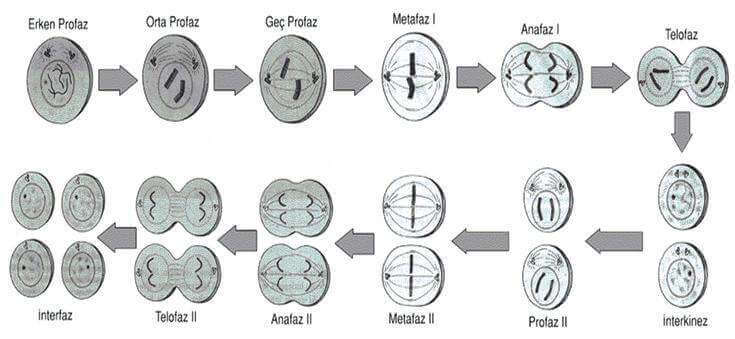 Erken Profaz
Orta Profaz
Geç Profaz
Metafaz I
Anafaz I
Telofaz
İnterfaz
Telofaz II
Anafaz II
Metafaz II
Profaz II
İnterkinez